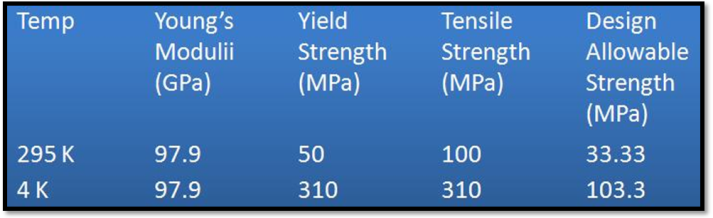 Temp Young's Yield Tensile Design
Modulii Strength Strength Allowable
(GPa) (MPa) (MPa) Strength
(MPa)
295 K 97.9 50 100 33.33
4 K 97.9 310 310 103.3